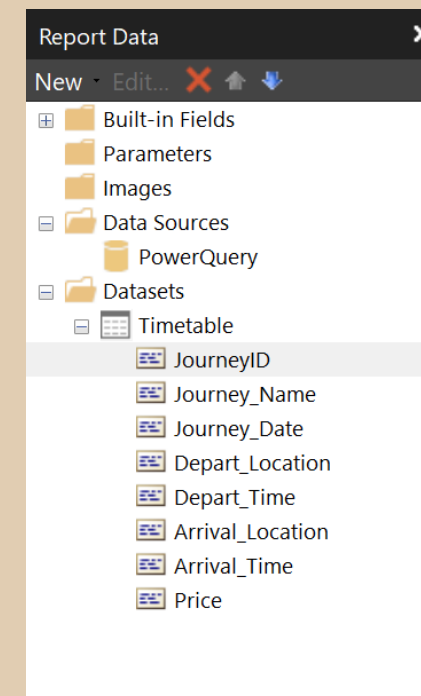 Report Data
New Edit...
Built-in Fields
Parameters
Images
Data Sources
PowerQuery
Datasets
Timetable
JourneyID
Journey_Name
Journey_Date
Depart_Location
Depart_Time
Arrival_Location
Arrival_Time
Price